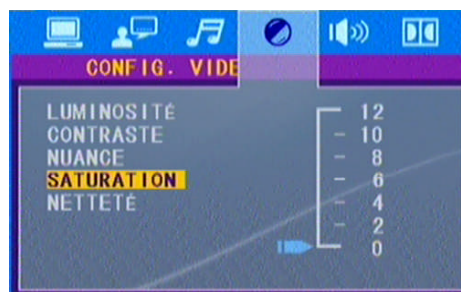 CONFIG. VIDE
LUMINOSITÉ
CONTRASTE
NUANCE
SATURATION
NETTETÉ
12
10
8
6
4
2
0